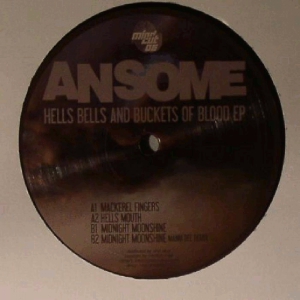 ANSOME
HELLS BELLS AND BUCKETS OF BLOOD EP
A1 MACKEREL FINGERS
A2 HELLS MOUTH
B1 MIDNIGHT MOONSHINE
B2 MIDNIGHT MOONSHINE